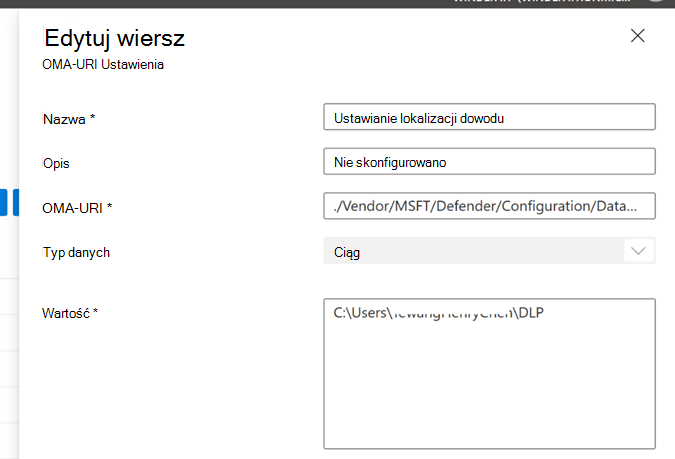 Edytuj wiersz
OMA-URI Ustawienia
Nazwa * Ustawianie lokalizacji dowodu
Opis Nie skonfigurowano
OMA-URI * ./Vendor/MSFT/Defender/Configuration/Data...
Typ danych Ciąg
Wartość * C:\Users\ \DLP